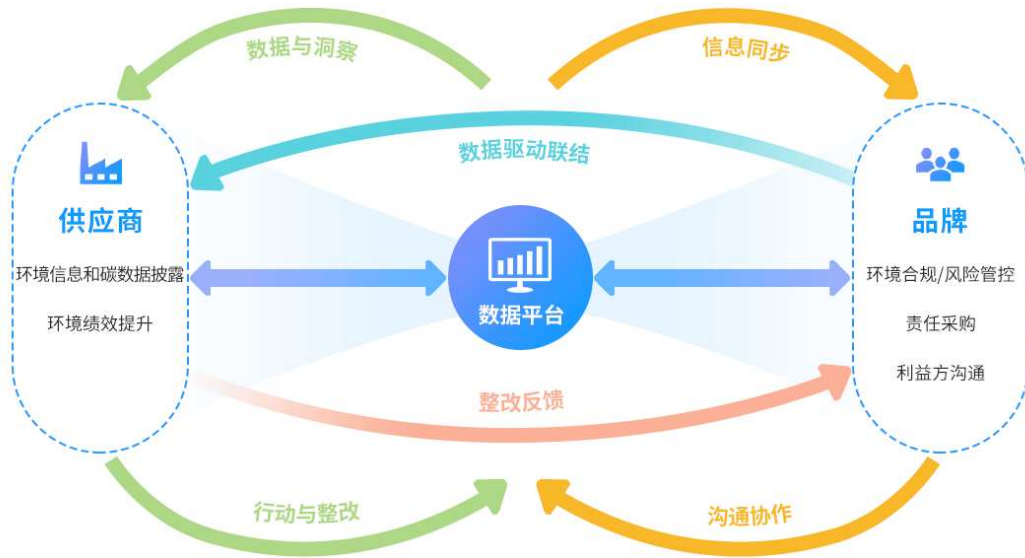 数据与洞察
信息同步
数据驱动联结
供应商
环境信息和碳数据披露
环境绩效提升
数据平台
品牌
环境合规/风险管控
责任采购
利益方沟通
整改反馈
行动与整改
沟通协作